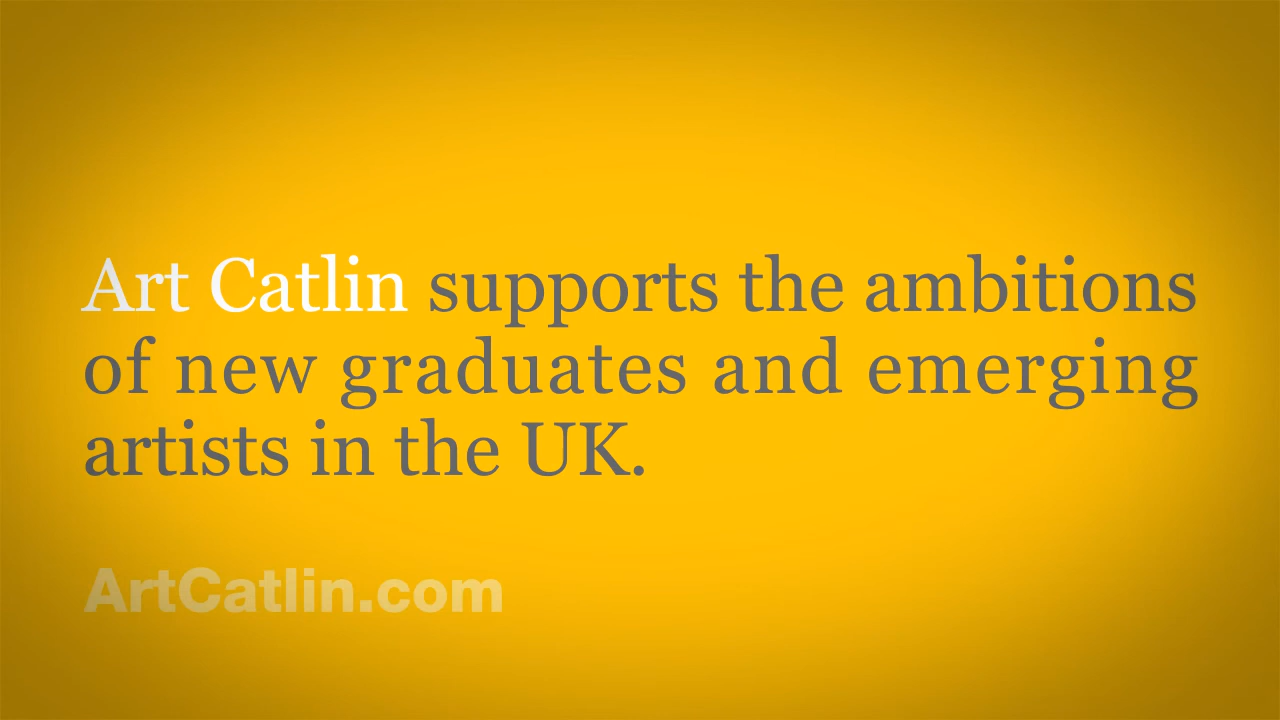 Art Catlin supports the ambitions
of new graduates and emerging
artists in the UK.
ArtCatlin.com